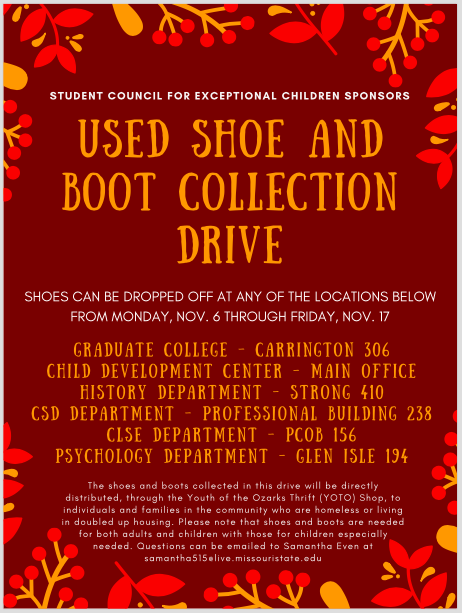 STUDENT COUNCIL FOR EXCEPTIONAL CHILDREN SPONSORS
USED SHOE AND
BOOT COLLECTION
DRIVE
SHOES CAN BE DROPPED OFF AT ANY OF THE LOCATIONS BELOW
FROM MONDAY, NOV. 6 THROUGH FRIDAY, NOV. 17
GRADUATE COLLEGE - CARRINGTON 306
CHILD DEVELOPMENT CENTER - MAIN OFFICE
HISTORY DEPARTMENT - STRONG 410
CSD DEPARTMENT - PROFESSIONAL BUILDING 238
CLSE DEPARTMENT - PCOB 156
PSYCHOLOGY DEPARTMENT - GLEN ISLE 194
The shoes and boots collected in this drive will be directly
distributed, through the Youth of the Ozarks Thrift (YOTO) Shop, to
individuals and families in the community who are homeless or living
in doubled up housing. Please note that shoes and boots are needed
for both adults and children with those for children especially
needed. Questions can be emailed to Samantha Even at
samantha515@live.missouristate.edu